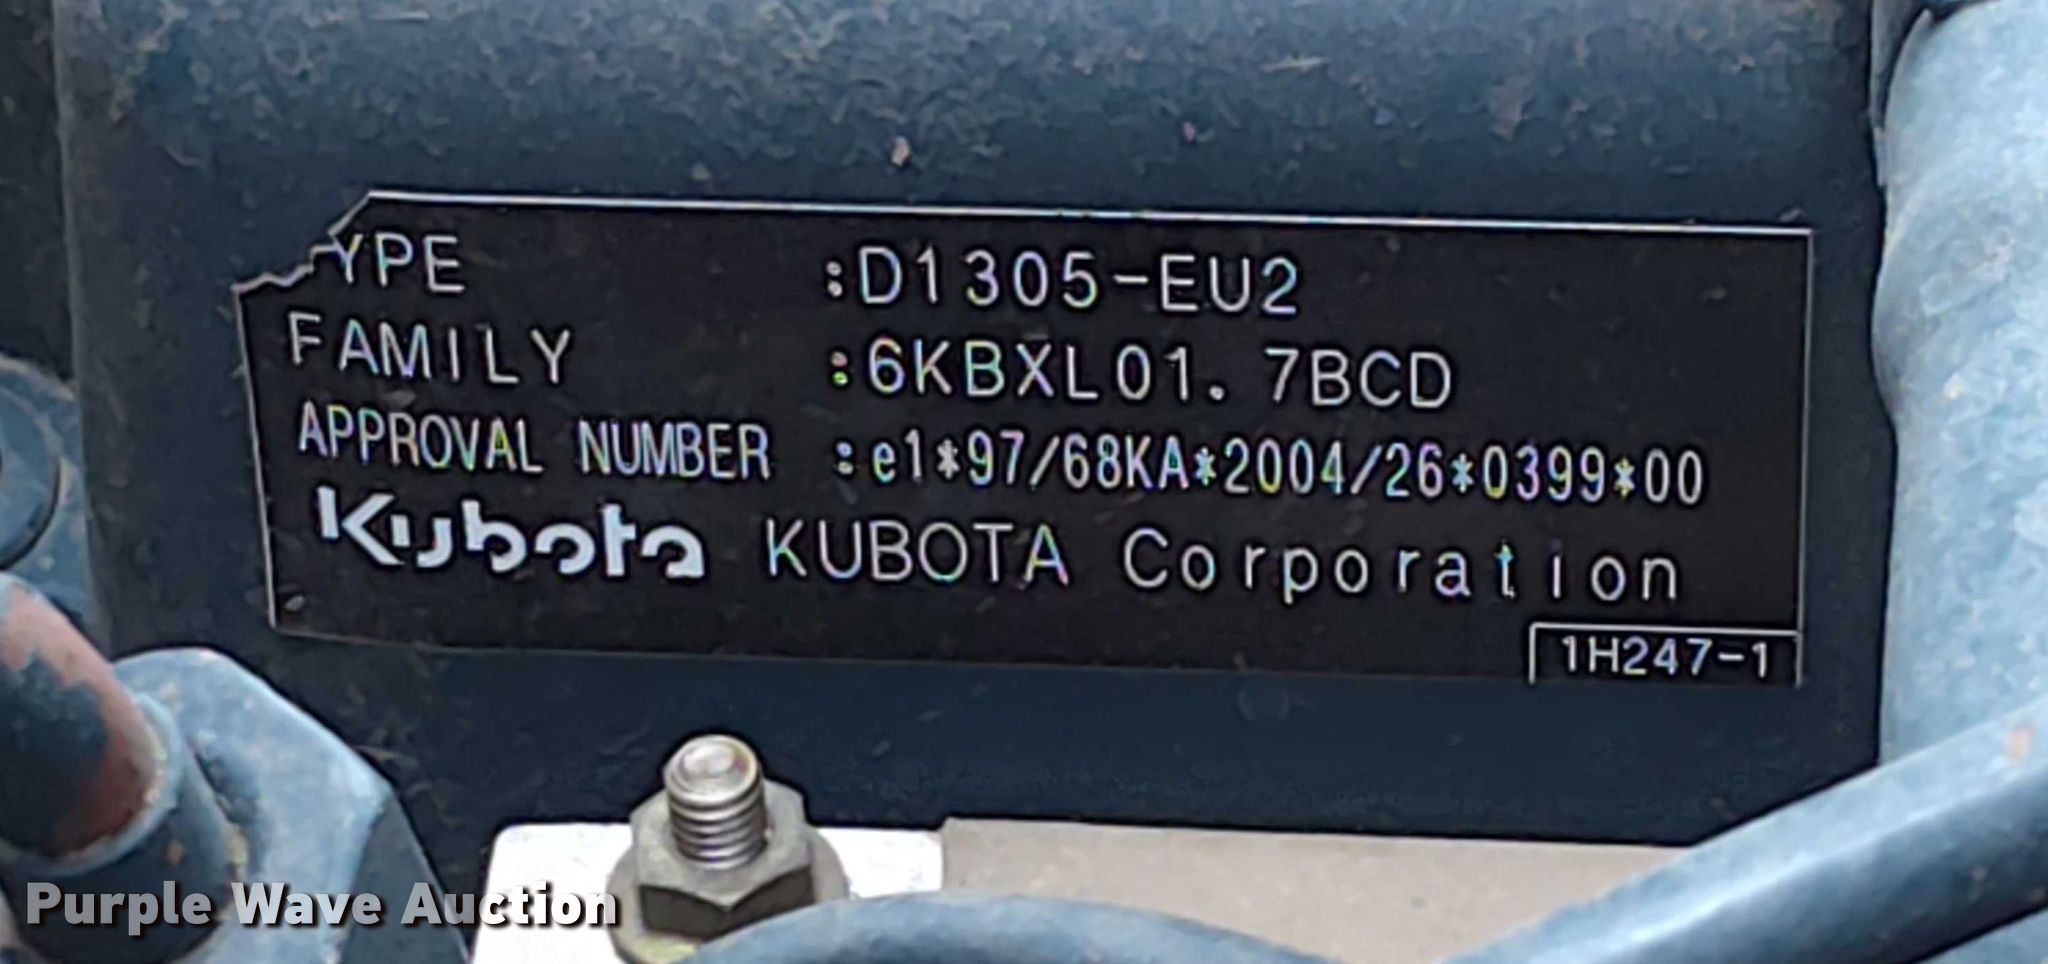 YPE :D1305-EU2
FAMILY :6KBXL01.7BCD
APPROVAL NUMBER :e1*97/68KA*2004/26*0399*00
Kubota KUBOTA Corporation
1H247-1
Purple Wave Auction